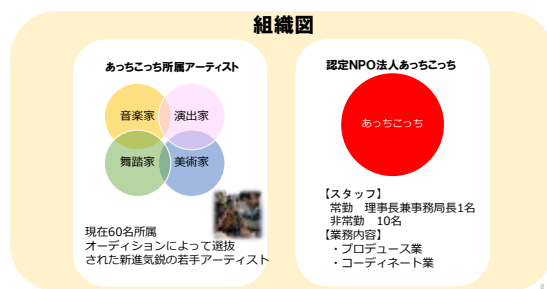 組織図
あっちこっち所属アーティスト
音楽家
演出家
舞踏家
美術家
現在60名所属
オーディションによって選抜
された新進気鋭の若手アーティスト
認定NPO法人あっちこっち
あっちこっち
【スタッフ】
常勤　理事長兼事務局長1名
非常勤　10名
【業務内容】
・プロデュース業
・コーディネート業
8